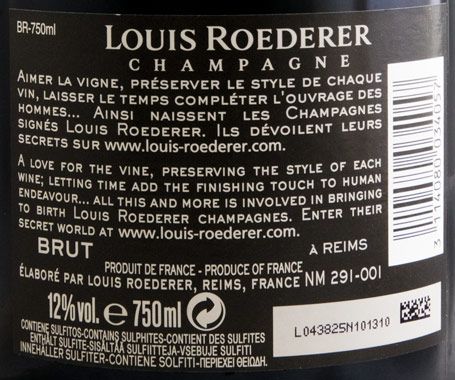 BR-750ml
LOUIS ROEDERER
CHAMPAGNE
AIMER LA VIGNE, PRÉSERVER LE STYLE DE CHAQUE
VIN, LAISSER LE TEMPS COMPLÉTER L'OUVRAGE DES
HOMMES... AINSI NAISSENT LES CHAMPAGNES
SIGNÉS LOUIS ROEDERER. ILS DÉVOILENT LEURS
SECRETS SUR www.louis-roederer.com.
A LOVE FOR THE VINE, PRESERVING THE STYLE OF EACH
WINE; LETTING TIME ADD THE FINISHING TOUCH TO HUMAN
ENDEAVOUR... ALL THIS AND MORE IS INVOLVED IN BRINGING
TO BIRTH LOUIS ROEDERER CHAMPAGNES. ENTER THEIR
SECRET WORLD AT www.louis-roederer.com.
BRUT
À REIMS
PRODUIT DE FRANCE - PRODUCE OF FRANCE
ÉLABORÉ PAR LOUIS ROEDERER, REIMS, FRANCE NM 291-001
12%vol. e 750ml
CONTIENE SULFITOS-CONTAINS SULPHITES-CONTIENT DES SULFITES
ENTHÄLT SULFITE-SISÄLTÄÄ SULFIITTEJA-VSEBUJE SULFITI
INNEHÅLLER SULFITER-CONTIENE SOLFITI-ΠΕΡΙΕΧΕΙ ΘΕΙΩΔΗ.
L043825N101310
3 114080 034057